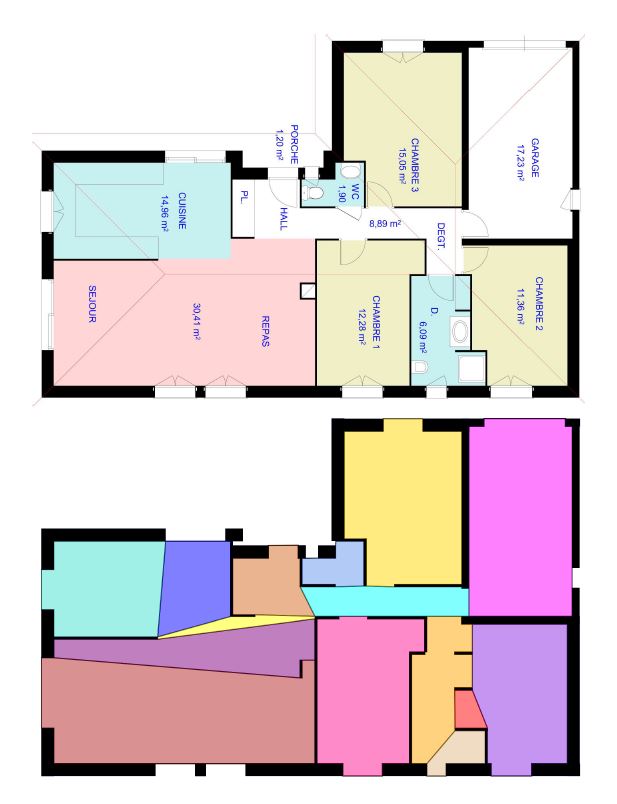 PORCHE
1,20 m²
CHAMBRE 3
15,05 m²
GARAGE
17,23 m²
CUISINE
14,96 m²
PL.
HALL
WC
1,90
8,89 m²
DEGT.
SEJOUR
30,41 m²
REPAS
CHAMBRE 1
12,28 m²
D.
6,09 m²
CHAMBRE 2
11,36 m²